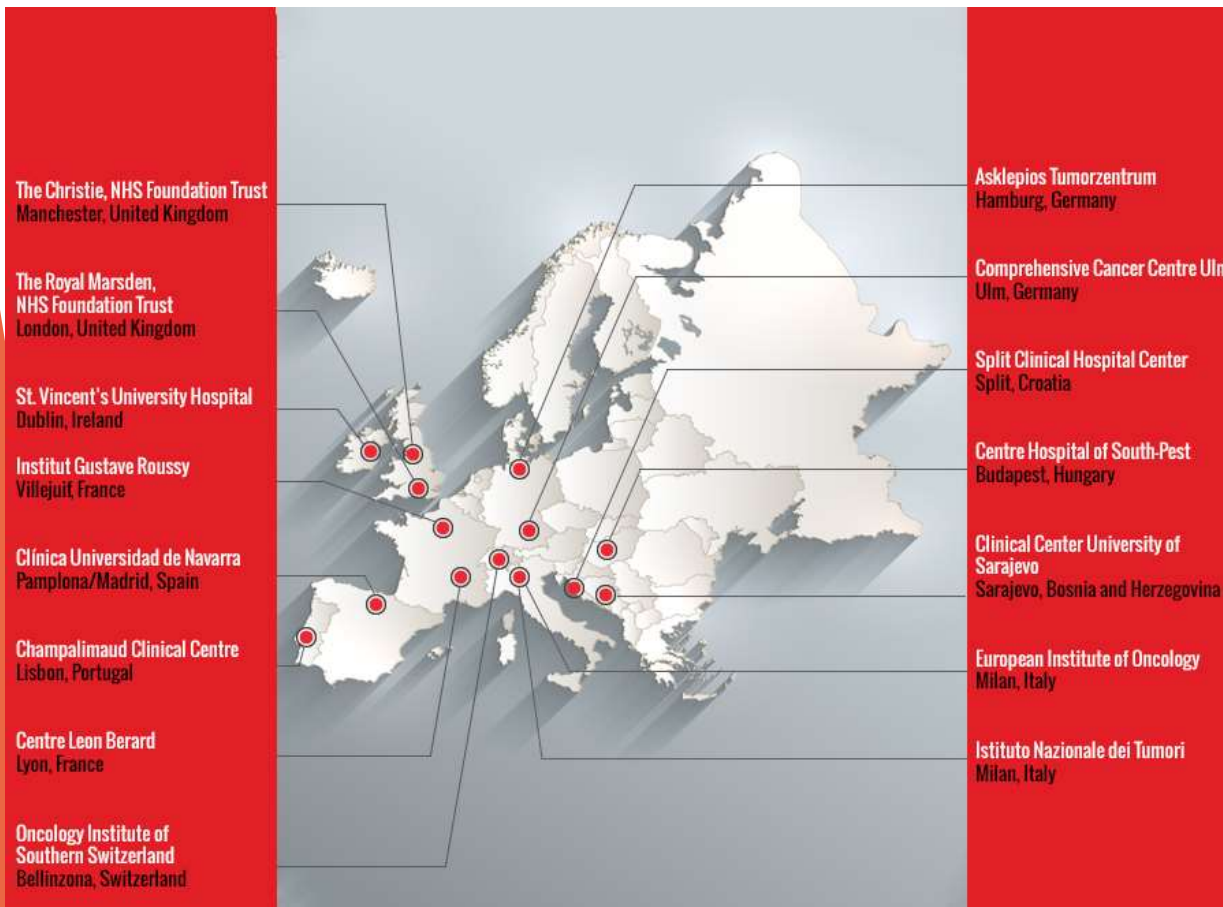 The Christie, NHS Foundation Trust
Manchester, United Kingdom
The Royal Marsden,
NHS Foundation Trust
London, United Kingdom
St. Vincent's University Hospital
Dublin, Ireland
Institut Gustave Roussy
Villejuif, France
Clínica Universidad de Navarra
Pamplona/Madrid, Spain
Champalimaud Clinical Centre
Lisbon, Portugal
Centre Leon Berard
Lyon, France
Oncology Institute of
Southern Switzerland
Bellinzona, Switzerland
Asklepios Tumorzentrum
Hamburg, Germany
Comprehensive Cancer Centre Ulm
Ulm, Germany
Split Clinical Hospital Center
Split, Croatia
Centre Hospital of South-Pest
Budapest, Hungary
Clinical Center University of
Sarajevo
Sarajevo, Bosnia and Herzegovina
European Institute of Oncology
Milan, Italy
Istituto Nazionale dei Tumori
Milan, Italy